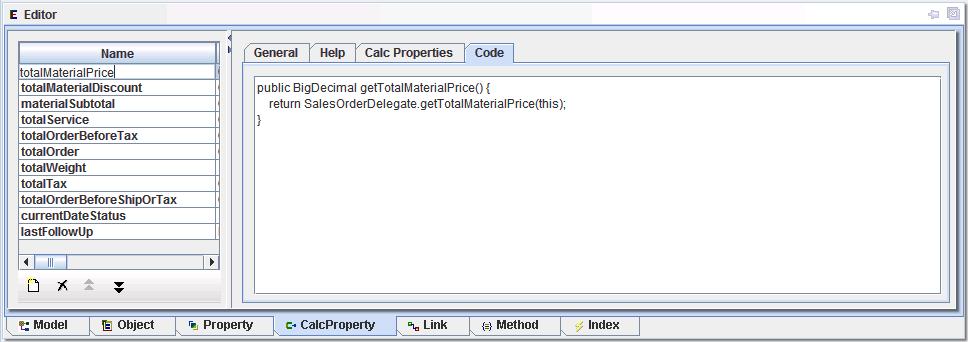 E Editor
Name
totalMaterialPrice
totalMaterialDiscount
materialSubtotal
totalService
totalOrderBeforeTax
totalOrder
totalWeight
totalTax
totalOrderBeforeShipOrTax
currentDateStatus
lastFollowUp
General Help Calc Properties Code
public BigDecimal getTotalMaterialPrice() {
return SalesOrderDelegate.getTotalMaterialPrice(this);
}
Model Object Property CalcProperty Link Method Index